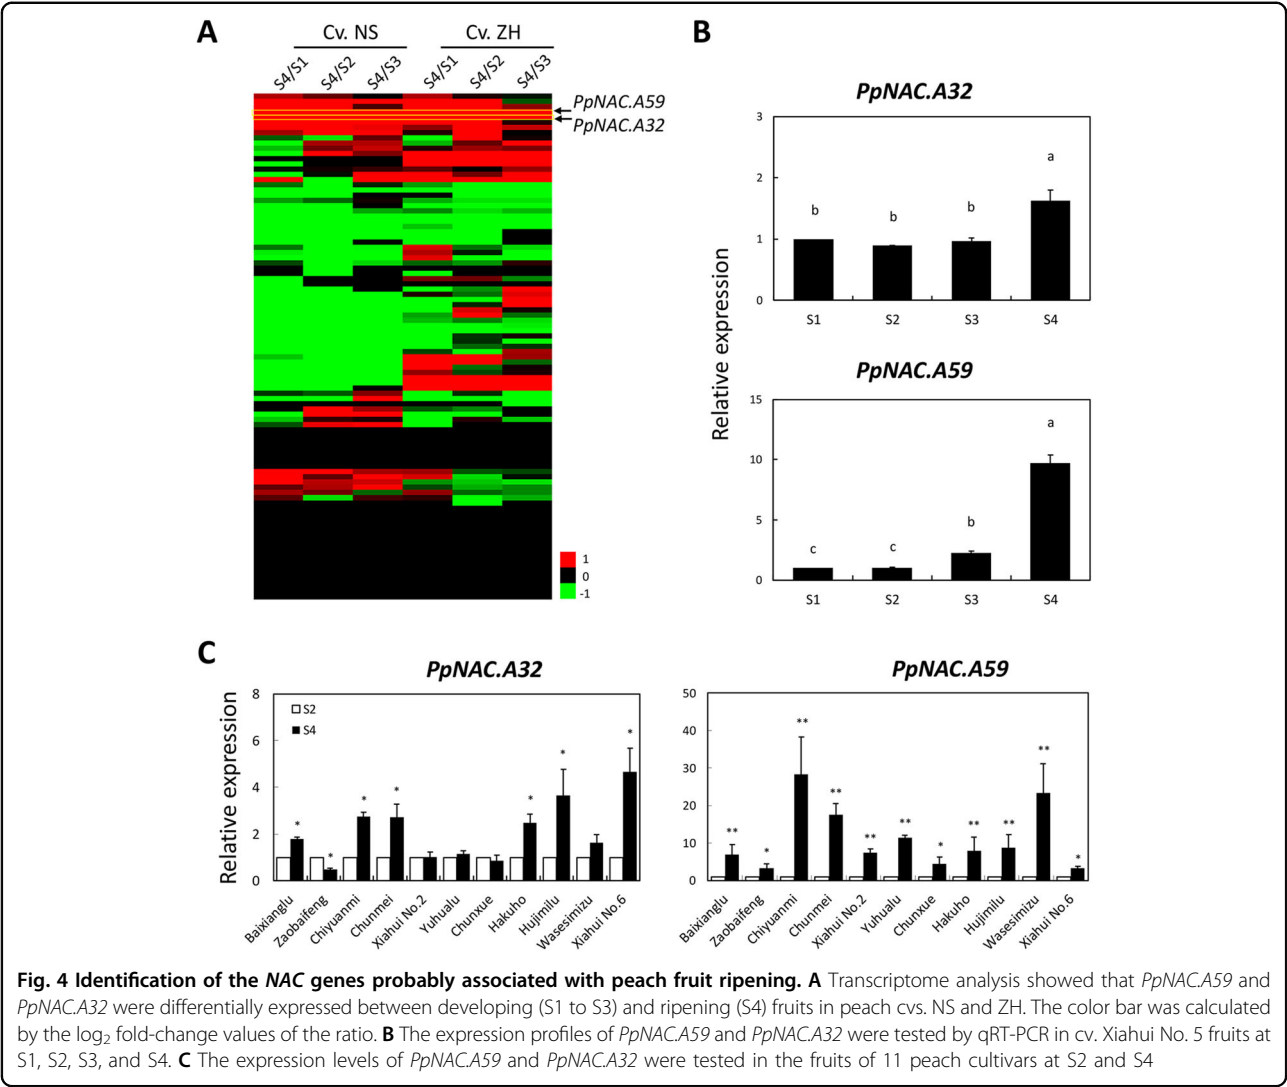 A
Cv. NS
Cv. ZH
S4/S1
S4/S2
S4/S3
S4/S1
S4/S2
S4/S3
PpNAC.A59
PpNAC.A32
1
0
-1
B
PpNAC.A32
3
2
1
0
b
b
b
a
S1
S2
S3
S4
Relative expression
PpNAC.A59
15
10
5
0
c
c
b
a
S1
S2
S3
S4
C
PpNAC.A32
Relative expression
8
6
4
2
0
S2
S4
*
*
*
*
*
*
*
Baixianglu
Zaobaifeng
Chiyuanmi
Chunmei
Xiahui No.2
Yuhualu
Chunxue
Hakuho
Hujimilu
Wasesimizu
Xiahui No.6
PpNAC.A59
50
40
30
20
10
0
**
*
**
**
**
**
*
**
**
**
*
Baixianglu
Zaobaifeng
Chiyuanmi
Chunmei
Xiahui No.2
Yuhualu
Chunxue
Hakuho
Hujimilu
Wasesimizu
Xiahui No.6
Fig. 4 Identification of the NAC genes probably associated with peach fruit ripening. A Transcriptome analysis showed that PpNAC.A59 and
PpNAC.A32 were differentially expressed between developing (S1 to S3) and ripening (S4) fruits in peach cvs. NS and ZH. The color bar was calculated
by the log₂ fold-change values of the ratio. B The expression profiles of PpNAC.A59 and PpNAC.A32 were tested by qRT-PCR in cv. Xiahui No. 5 fruits at
S1, S2, S3, and S4. C The expression levels of PpNAC.A59 and PpNAC.A32 were tested in the fruits of 11 peach cultivars at S2 and S4